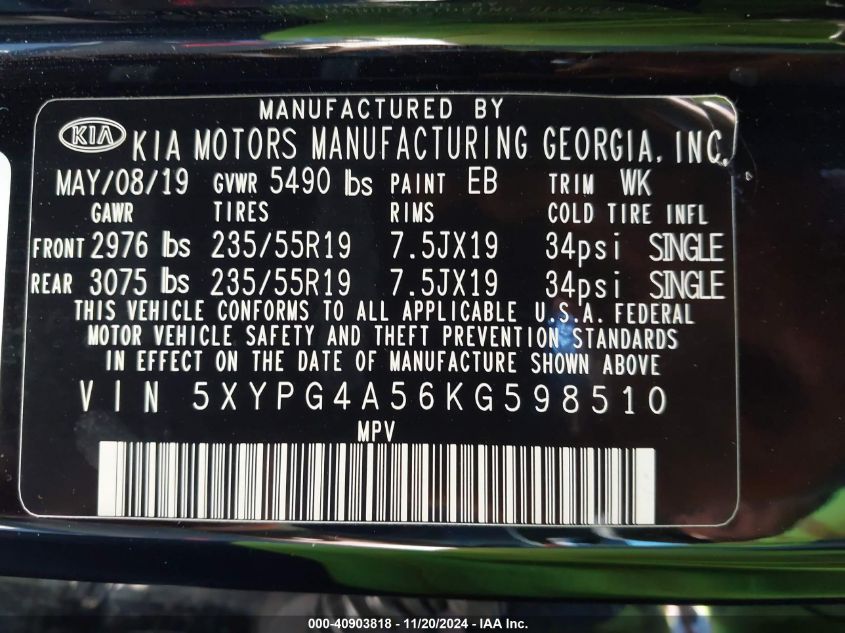 MANUFACTURED BY
KIA KIA MOTORS MANUFACTURING GEORGIA, INC.
MAY/08/19 GVWR 5490 lbs PAINT EB TRIM WK
GAWR TIRES RIMS COLD TIRE INFL
FRONT 2976 lbs 235/55R19 7.5JX19 34psi SINGLE
REAR 3075 lbs 235/55R19 7.5JX19 34psi SINGLE
THIS VEHICLE CONFORMS TO ALL APPLICABLE U.S.A. FEDERAL
MOTOR VEHICLE SAFETY AND THEFT PREVENTION STANDARDS
IN EFFECT ON THE DATE OF MANUFACTURE SHOWN ABOVE
VIN 5XYPG4A56KG598510
MPV
000-40903818 - 11/20/2024 - IAA Inc.